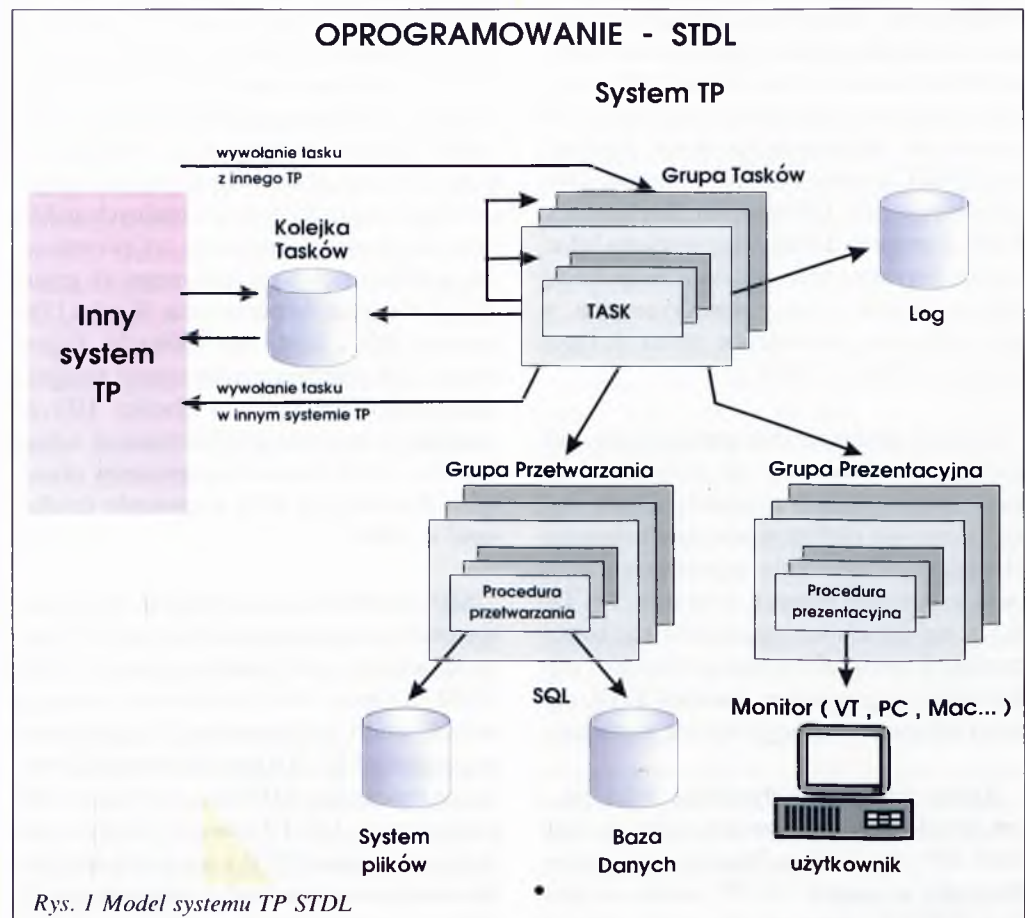 OPROGRAMOWANIE - STDL
System TP
wywołanie tasku
z innego TP
Grupa Tasków
Kolejka
Tasków
TASK
Log
Inny
system
TP
wywołanie tasku
w innym systemie TP
Grupa Przetwarzania
Grupa Prezentacyjna
Procedura
przetwarzania
Procedura
prezentacyjna
SQL
Monitor ( VT , PC , Mac... )
System
plików
Baza
Danych
użytkownik
Rys. 1 Model systemu TP STDL